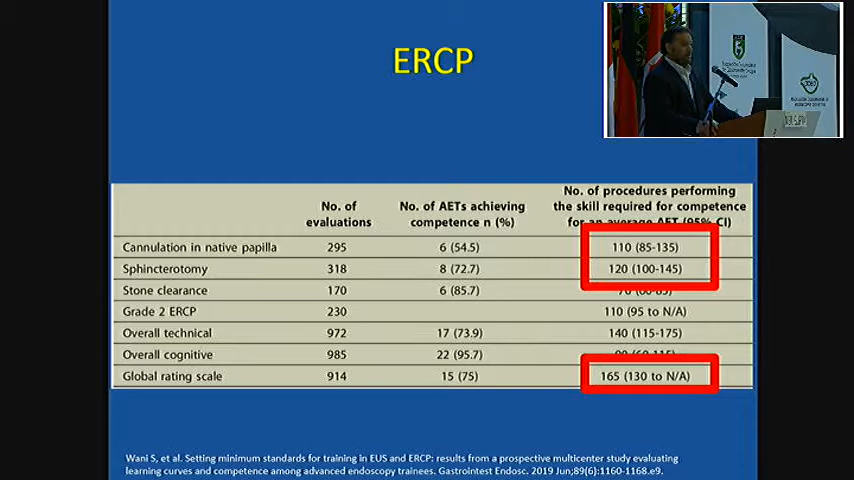 ERCP
No. of evaluations
No. of AETs achieving competence n (%)
No. of procedures performing the skill required for competence for an average AET (95% CI)
Cannulation in native papilla 295 6 (54.5) 110 (85-135)
Sphincterotomy 318 8 (72.7) 120 (100-145)
Stone clearance 170 6 (85.7)
Grade 2 ERCP 230 110 (95 to N/A)
Overall technical 972 17 (73.9) 140 (115-175)
Overall cognitive 985 22 (95.7)
Global rating scale 914 15 (75) 165 (130 to N/A)
Wani S, et al. Setting minimum standards for training in EUS and ERCP: results from a prospective multicenter study evaluating
learning curves and competence among advanced endoscopy trainees. Gastrointest Endosc. 2019 Jun;89(6):1160-1168.e9.